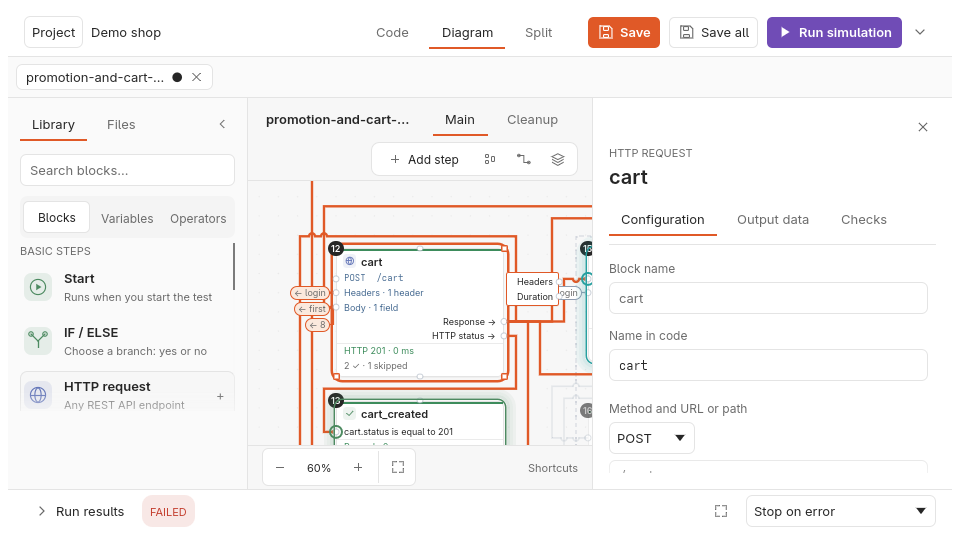 Project Demo shop Code Diagram Split Save Save all Run simulation
promotion-and-cart-...
Library Files
Search blocks...
Blocks Variables Operators
BASIC STEPS
Start
Runs when you start the test
IF / ELSE
Choose a branch: yes or no
HTTP request
Any REST API endpoint
+
promotion-and-cart-... Main Cleanup
+ Add step
12
cart
POST /cart
← login
Headers · 1 header
← first
Body · 1 field
← 8
Response →
HTTP status →
HTTP 201 · 0 ms
2 ✓ · 1 skipped
Headers
Duration
13
cart_created
cart.status is equal to 201
16
− 60% +
Shortcuts
HTTP REQUEST
cart
Configuration Output data Checks
Block name
cart
Name in code
cart
Method and URL or path
POST
Run results FAILED
Stop on error